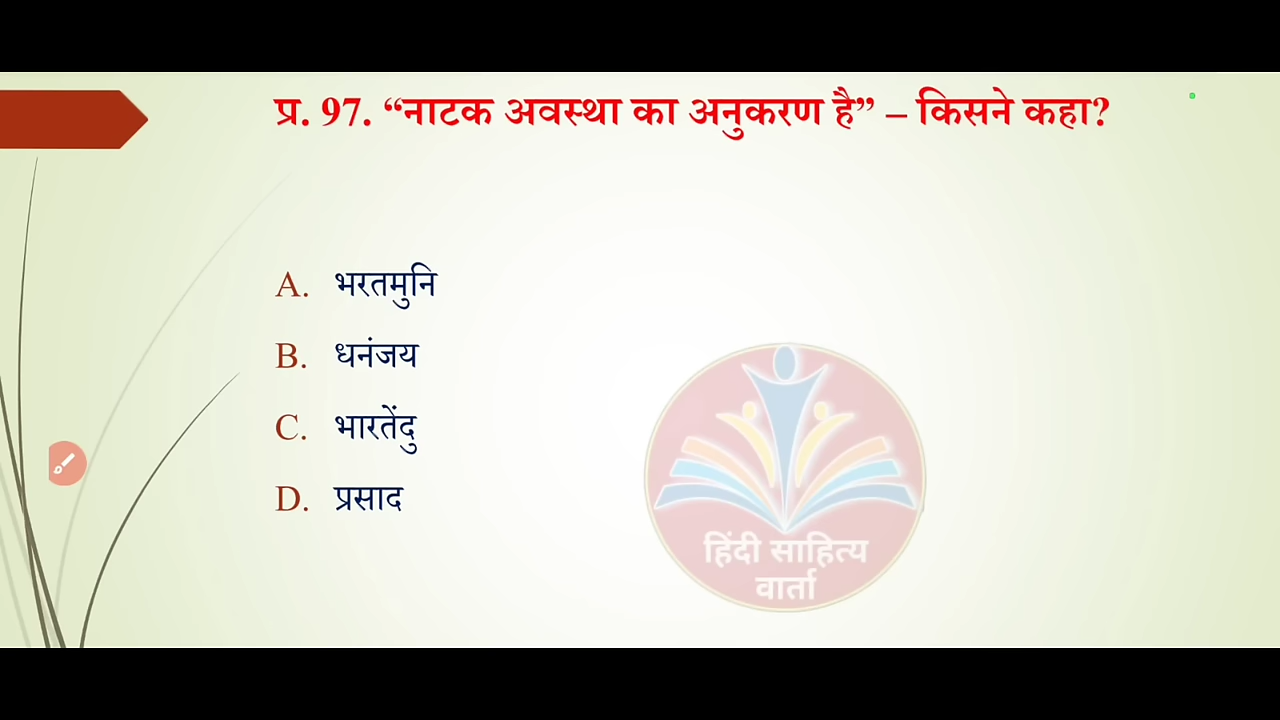 प्र. 97. “नाटक अवस्था का अनुकरण है” – किसने कहा?
A. भरतमुनि
B. धनंजय
C. भारतेंदु
D. प्रसाद
हिंदी साहित्य
वार्ता